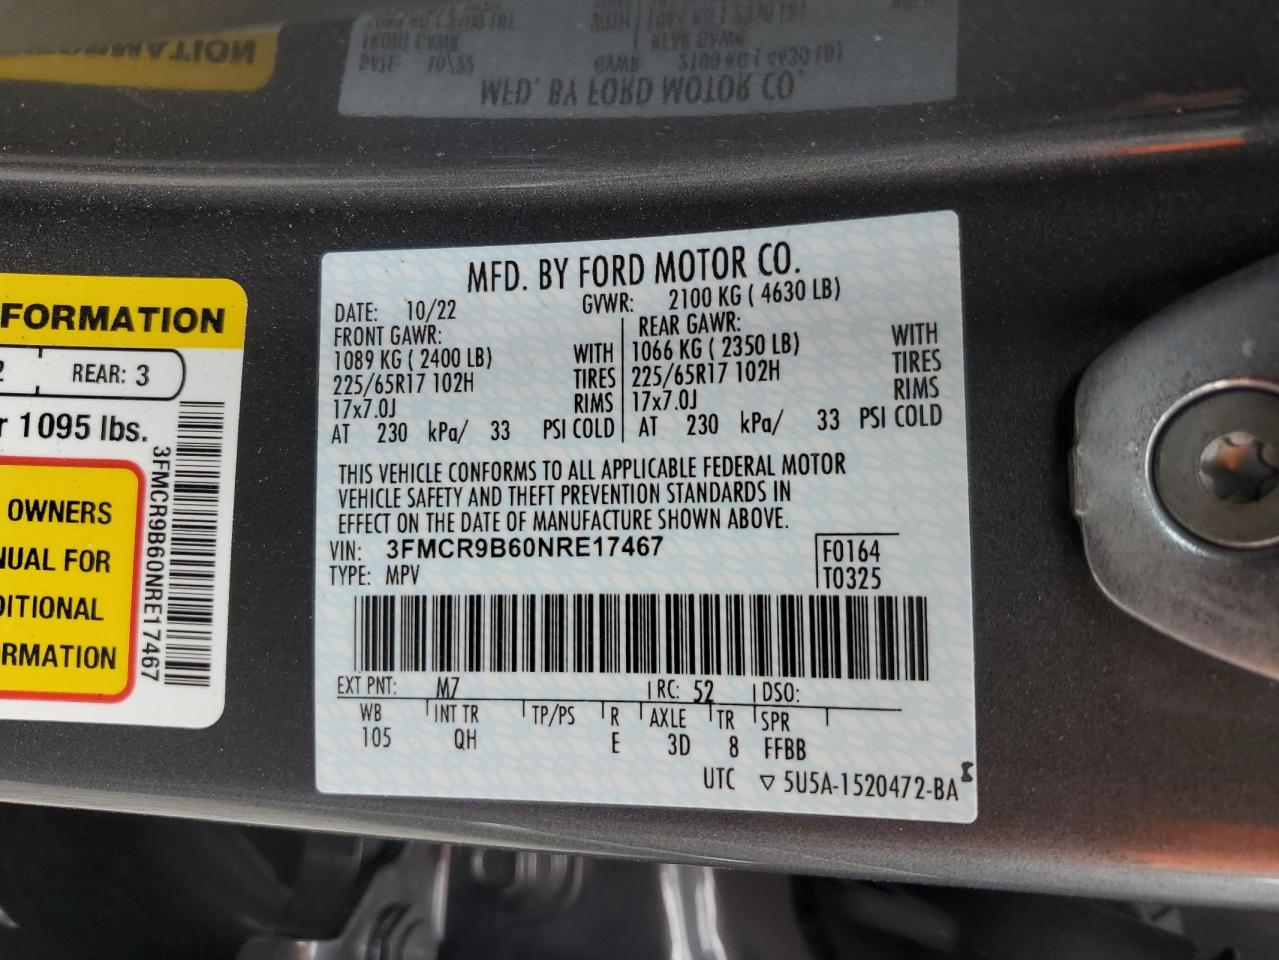 MFD. BY FORD MOTOR CO.
DATE: 10/22 GVWR: 2100 KG ( 4630 LB)
FRONT GAWR: REAR GAWR:
1089 KG ( 2400 LB) WITH 1066 KG ( 2350 LB) WITH
225/65R17 102H TIRES 225/65R17 102H TIRES
17x7.0J RIMS 17x7.0J RIMS
AT 230 kPa/ 33 PSI COLD AT 230 kPa/ 33 PSI COLD
THIS VEHICLE CONFORMS TO ALL APPLICABLE FEDERAL MOTOR
VEHICLE SAFETY AND THEFT PREVENTION STANDARDS IN
EFFECT ON THE DATE OF MANUFACTURE SHOWN ABOVE.
VIN: 3FMCR9B60NRE17467 F0164
TYPE: MPV T0325
EXT PNT: M7 RC: 52 DSO:
WB INT TR TP/PS R AXLE TR SPR
105 QH E 3D 8 FFBB
UTC ▽ 5U5A-1520472-BA
FORMATION
2 REAR: 3
r 1095 lbs.
OWNERS
NUAL FOR
DITIONAL
RMATION
3FMCR9B60NRE17467